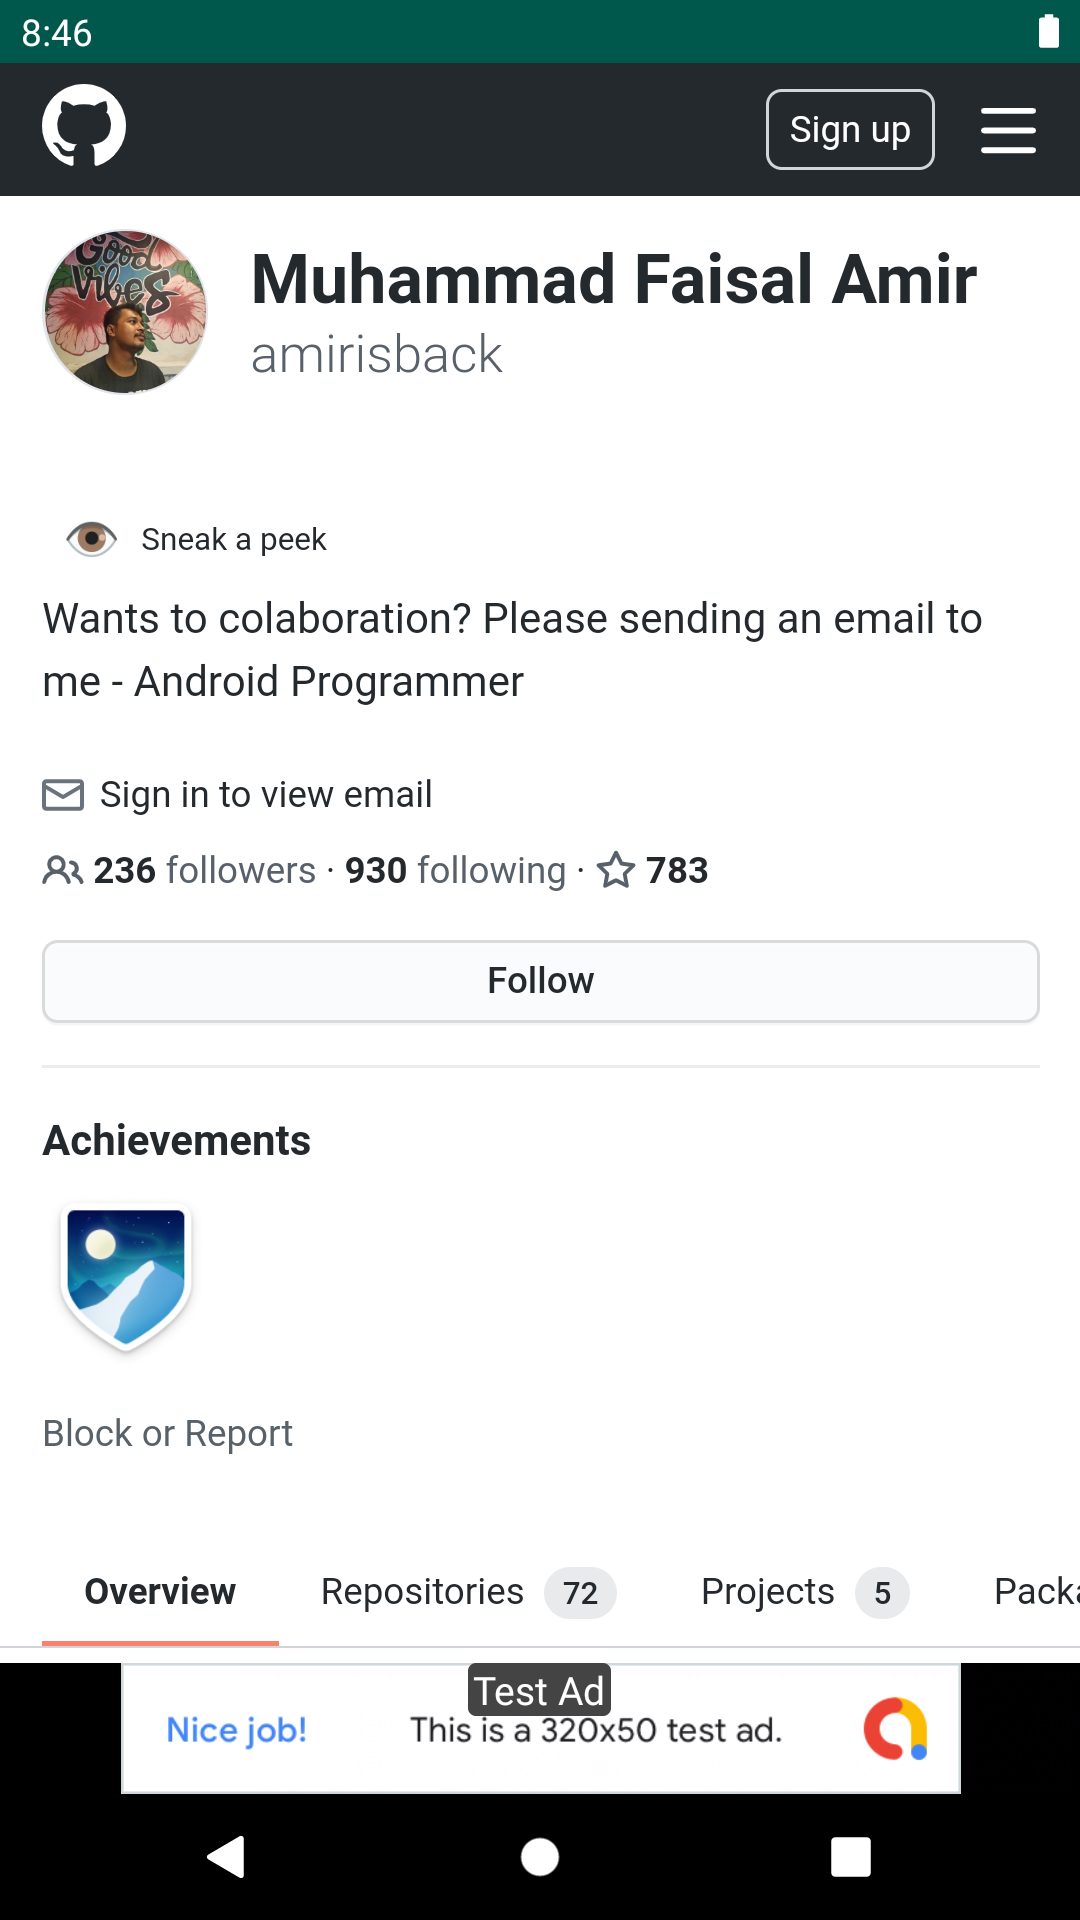 8:46
Sign up
Good
vibes
Muhammad Faisal Amir
amirisback
Sneak a peek
Wants to colaboration? Please sending an email to
me - Android Programmer
Sign in to view email
236 followers · 930 following · 783
Follow
Achievements
Block or Report
Overview Repositories 72 Projects 5 Packa
Test Ad
Nice job! This is a 320x50 test ad.